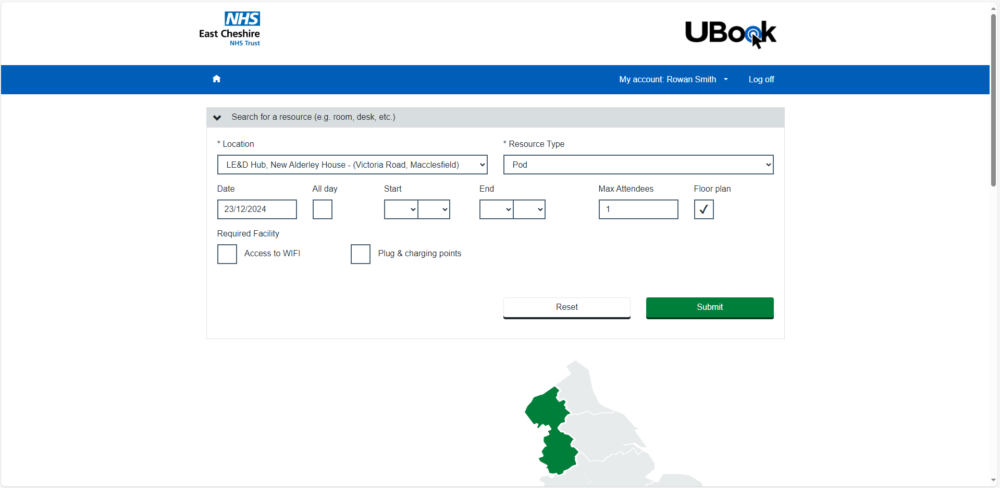 NHS
East Cheshire
NHS Trust
UBook
My account: Rowan Smith
Log off
Search for a resource (e.g. room, desk, etc.)
* Location
* Resource Type
LE&D Hub, New Alderley House - (Victoria Road, Macclesfield)
Pod
Date
All day
Start
End
Max Attendees
Floor plan
23/12/2024
1
Required Facility
Access to WIFI
Plug & charging points
Reset
Submit